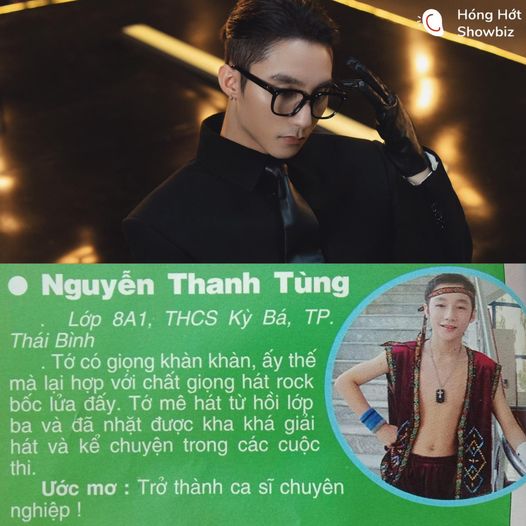 Hóng Hớt
Showbiz
● Nguyễn Thanh Tùng
. Lớp 8A1, THCS Kỳ Bá, TP.
Thái Bình
. Tớ có giọng khàn khàn, ấy thế
mà lại hợp với chất giọng hát rock
bốc lửa đấy. Tớ mê hát từ hồi lớp
ba và đã nhặt được kha khá giải
hát và kể chuyện trong các cuộc
thi.
Ước mơ : Trở thành ca sĩ chuyên
nghiệp !